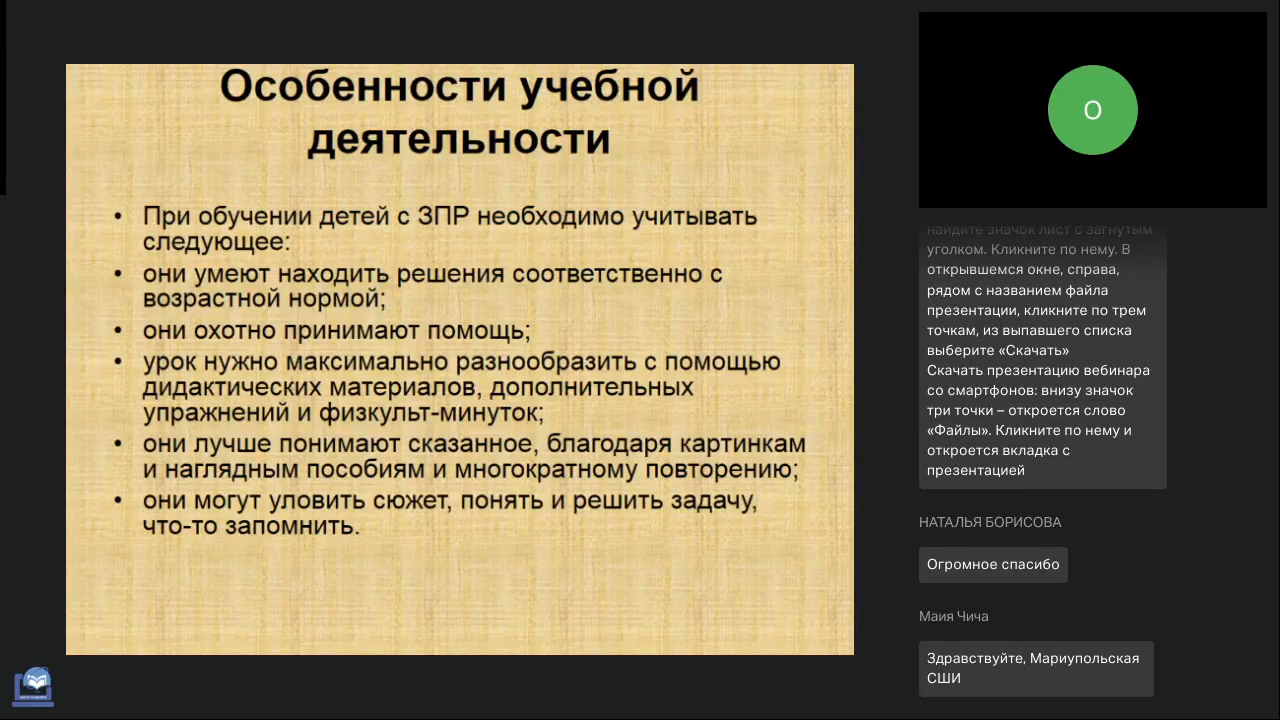 Особенности учебной
деятельности
• При обучении детей с ЗПР необходимо учитывать
следующее:
• они умеют находить решения соответственно с
возрастной нормой;
• они охотно принимают помощь;
• урок нужно максимально разнообразить с помощью
дидактических материалов, дополнительных
упражнений и физкульт-минуток;
• они лучше понимают сказанное, благодаря картинкам
и наглядным пособиям и многократному повторению;
• они могут уловить сюжет, понять и решить задачу,
что-то запомнить.
О
найдите значок лист с загнутым
уголком. Кликните по нему. В
открывшемся окне, справа,
рядом с названием файла
презентации, кликните по трем
точкам, из выпавшего списка
выберите «Скачать»
Скачать презентацию вебинара
со смартфонов: внизу значок
три точки – откроется слово
«Файлы». Кликните по нему и
откроется вкладка с
презентацией
НАТАЛЬЯ БОРИСОВА
Огромное спасибо
Маия Чича
Здравствуйте, Мариупольская
СШИ